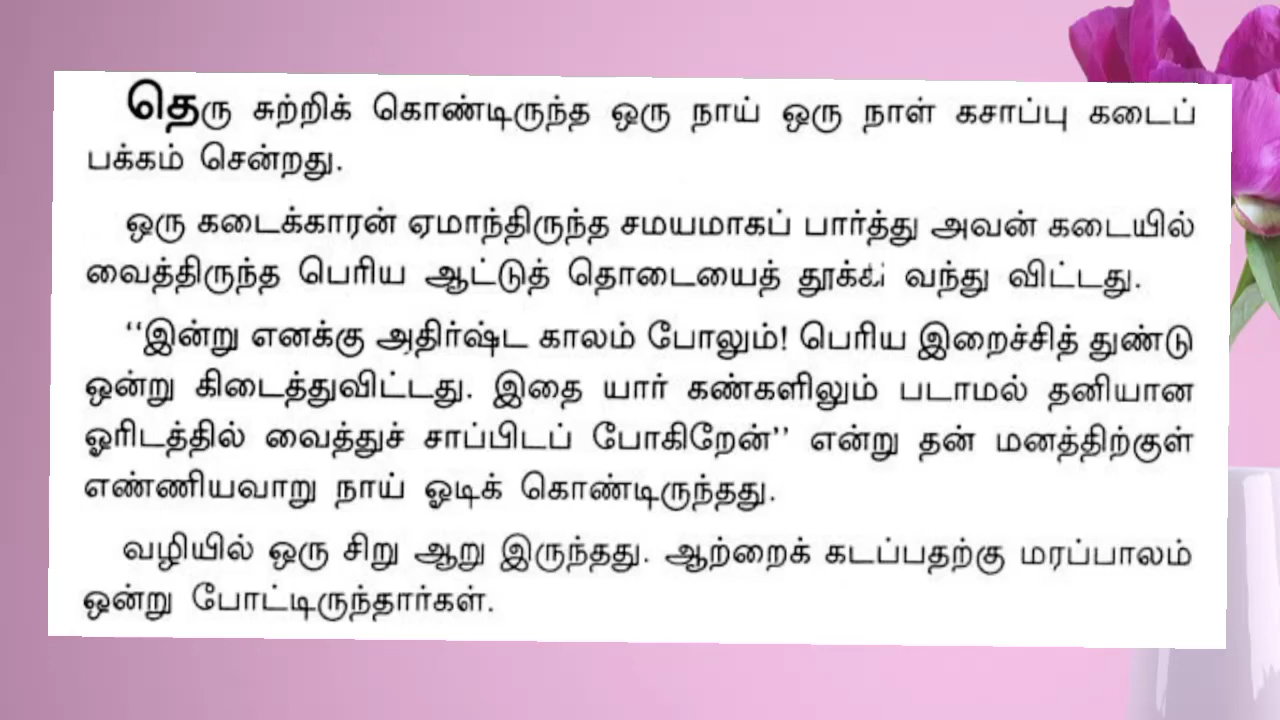 தெரு சுற்றிக் கொண்டிருந்த ஒரு நாய் ஒரு நாள் கசாப்பு கடைப்
பக்கம் சென்றது.
ஒரு கடைக்காரன் ஏமாந்திருந்த சமயமாகப் பார்த்து அவன் கடையில்
வைத்திருந்த பெரிய ஆட்டுத் தொடையைத் தூக்கி வந்து விட்டது.
‘‘இன்று எனக்கு அதிர்ஷ்ட காலம் போலும்! பெரிய இறைச்சித் துண்டு
ஒன்று கிடைத்துவிட்டது. இதை யார் கண்களிலும் படாமல் தனியான
ஓரிடத்தில் வைத்துச் சாப்பிடப் போகிறேன்’’ என்று தன் மனத்திற்குள்
எண்ணியவாறு நாய் ஓடிக் கொண்டிருந்தது.
வழியில் ஒரு சிறு ஆறு இருந்தது. ஆற்றைக் கடப்பதற்கு மரப்பாலம்
ஒன்று போட்டிருந்தார்கள்.